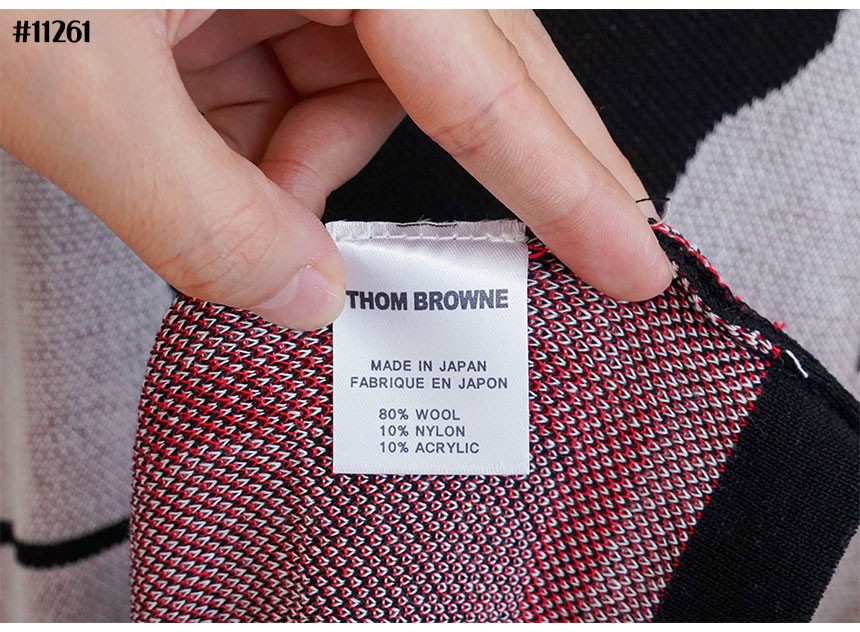 #11261
THOM BROWNE
MADE IN JAPAN
FABRIQUE EN JAPON
80% WOOL
10% NYLON
10% ACRYLIC